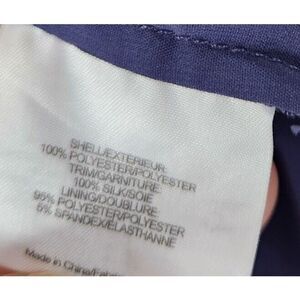 SHELL/EXTERIEUR:
100% POLYESTER/POLYESTER
TRIM/GARNITURE:
100% SILK/SOIE
LINING/DOUBLURE:
95% POLYESTER/POLYESTER
5% SPANDEX/ELASTHANNE
Made in China/Fabri